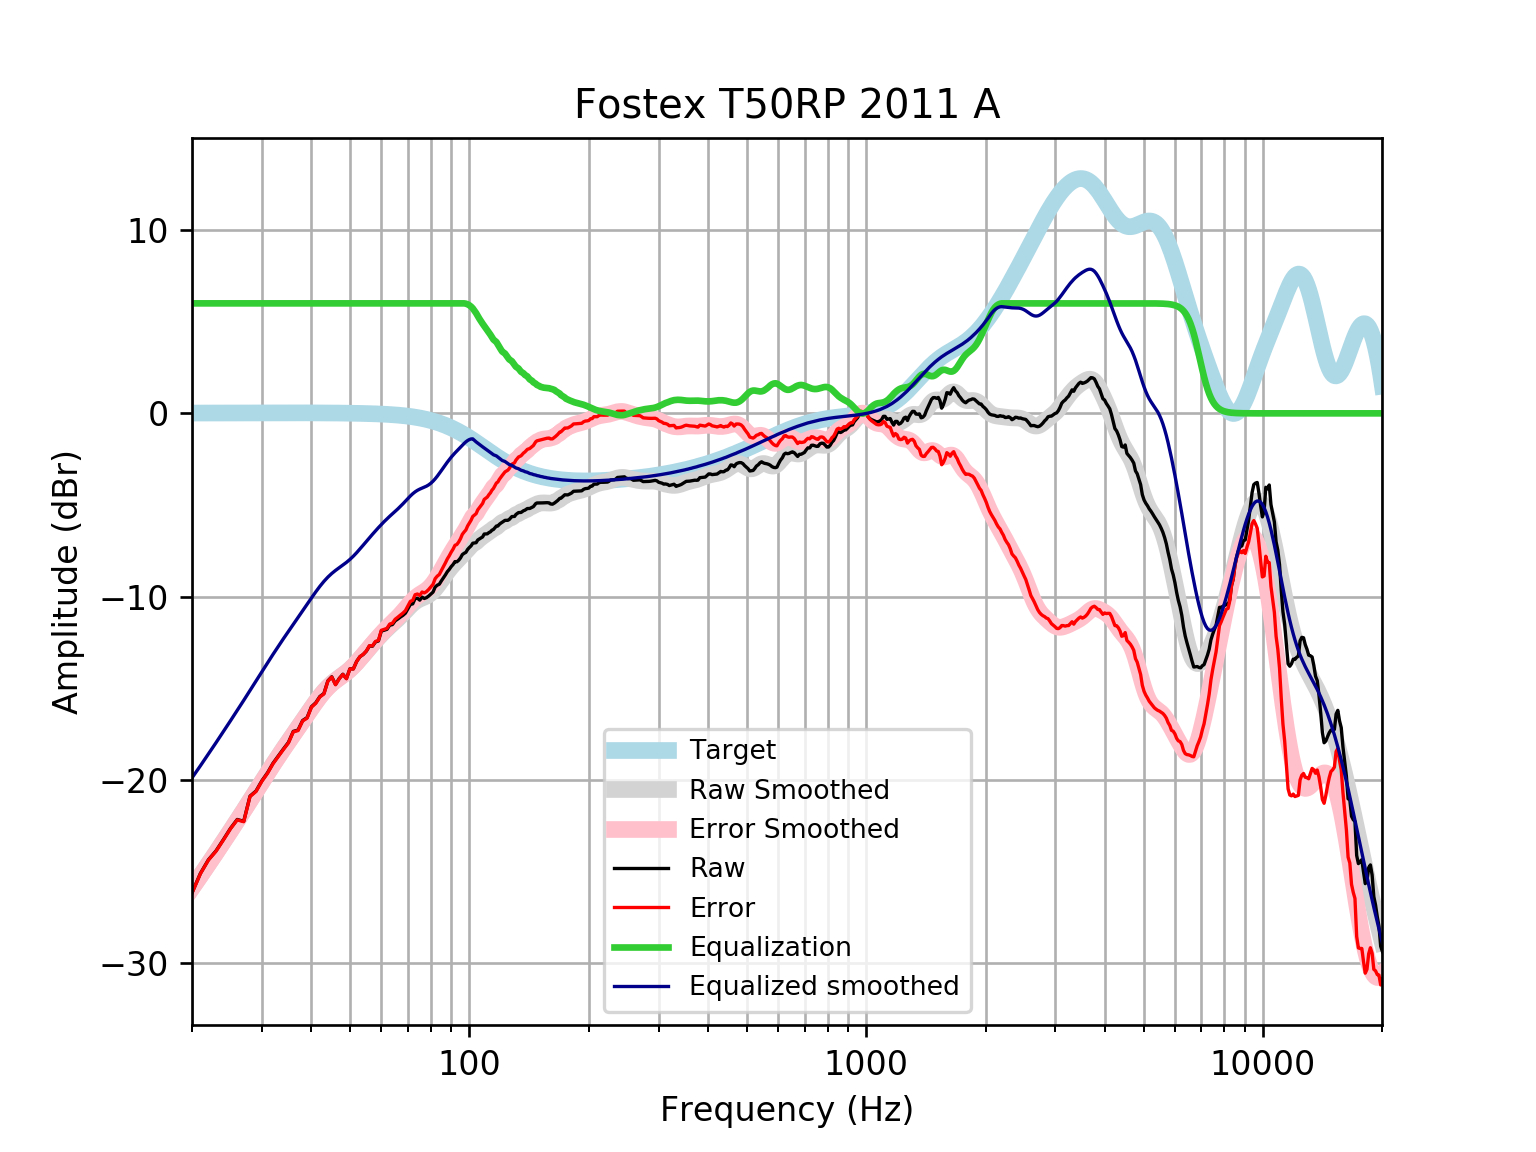 Fostex T50RP 2011 A
10
0
−10
−20
−30
Amplitude (dBr)
Target
Raw Smoothed
Error Smoothed
Raw
Error
Equalization
Equalized smoothed
100
1000
10000
Frequency (Hz)